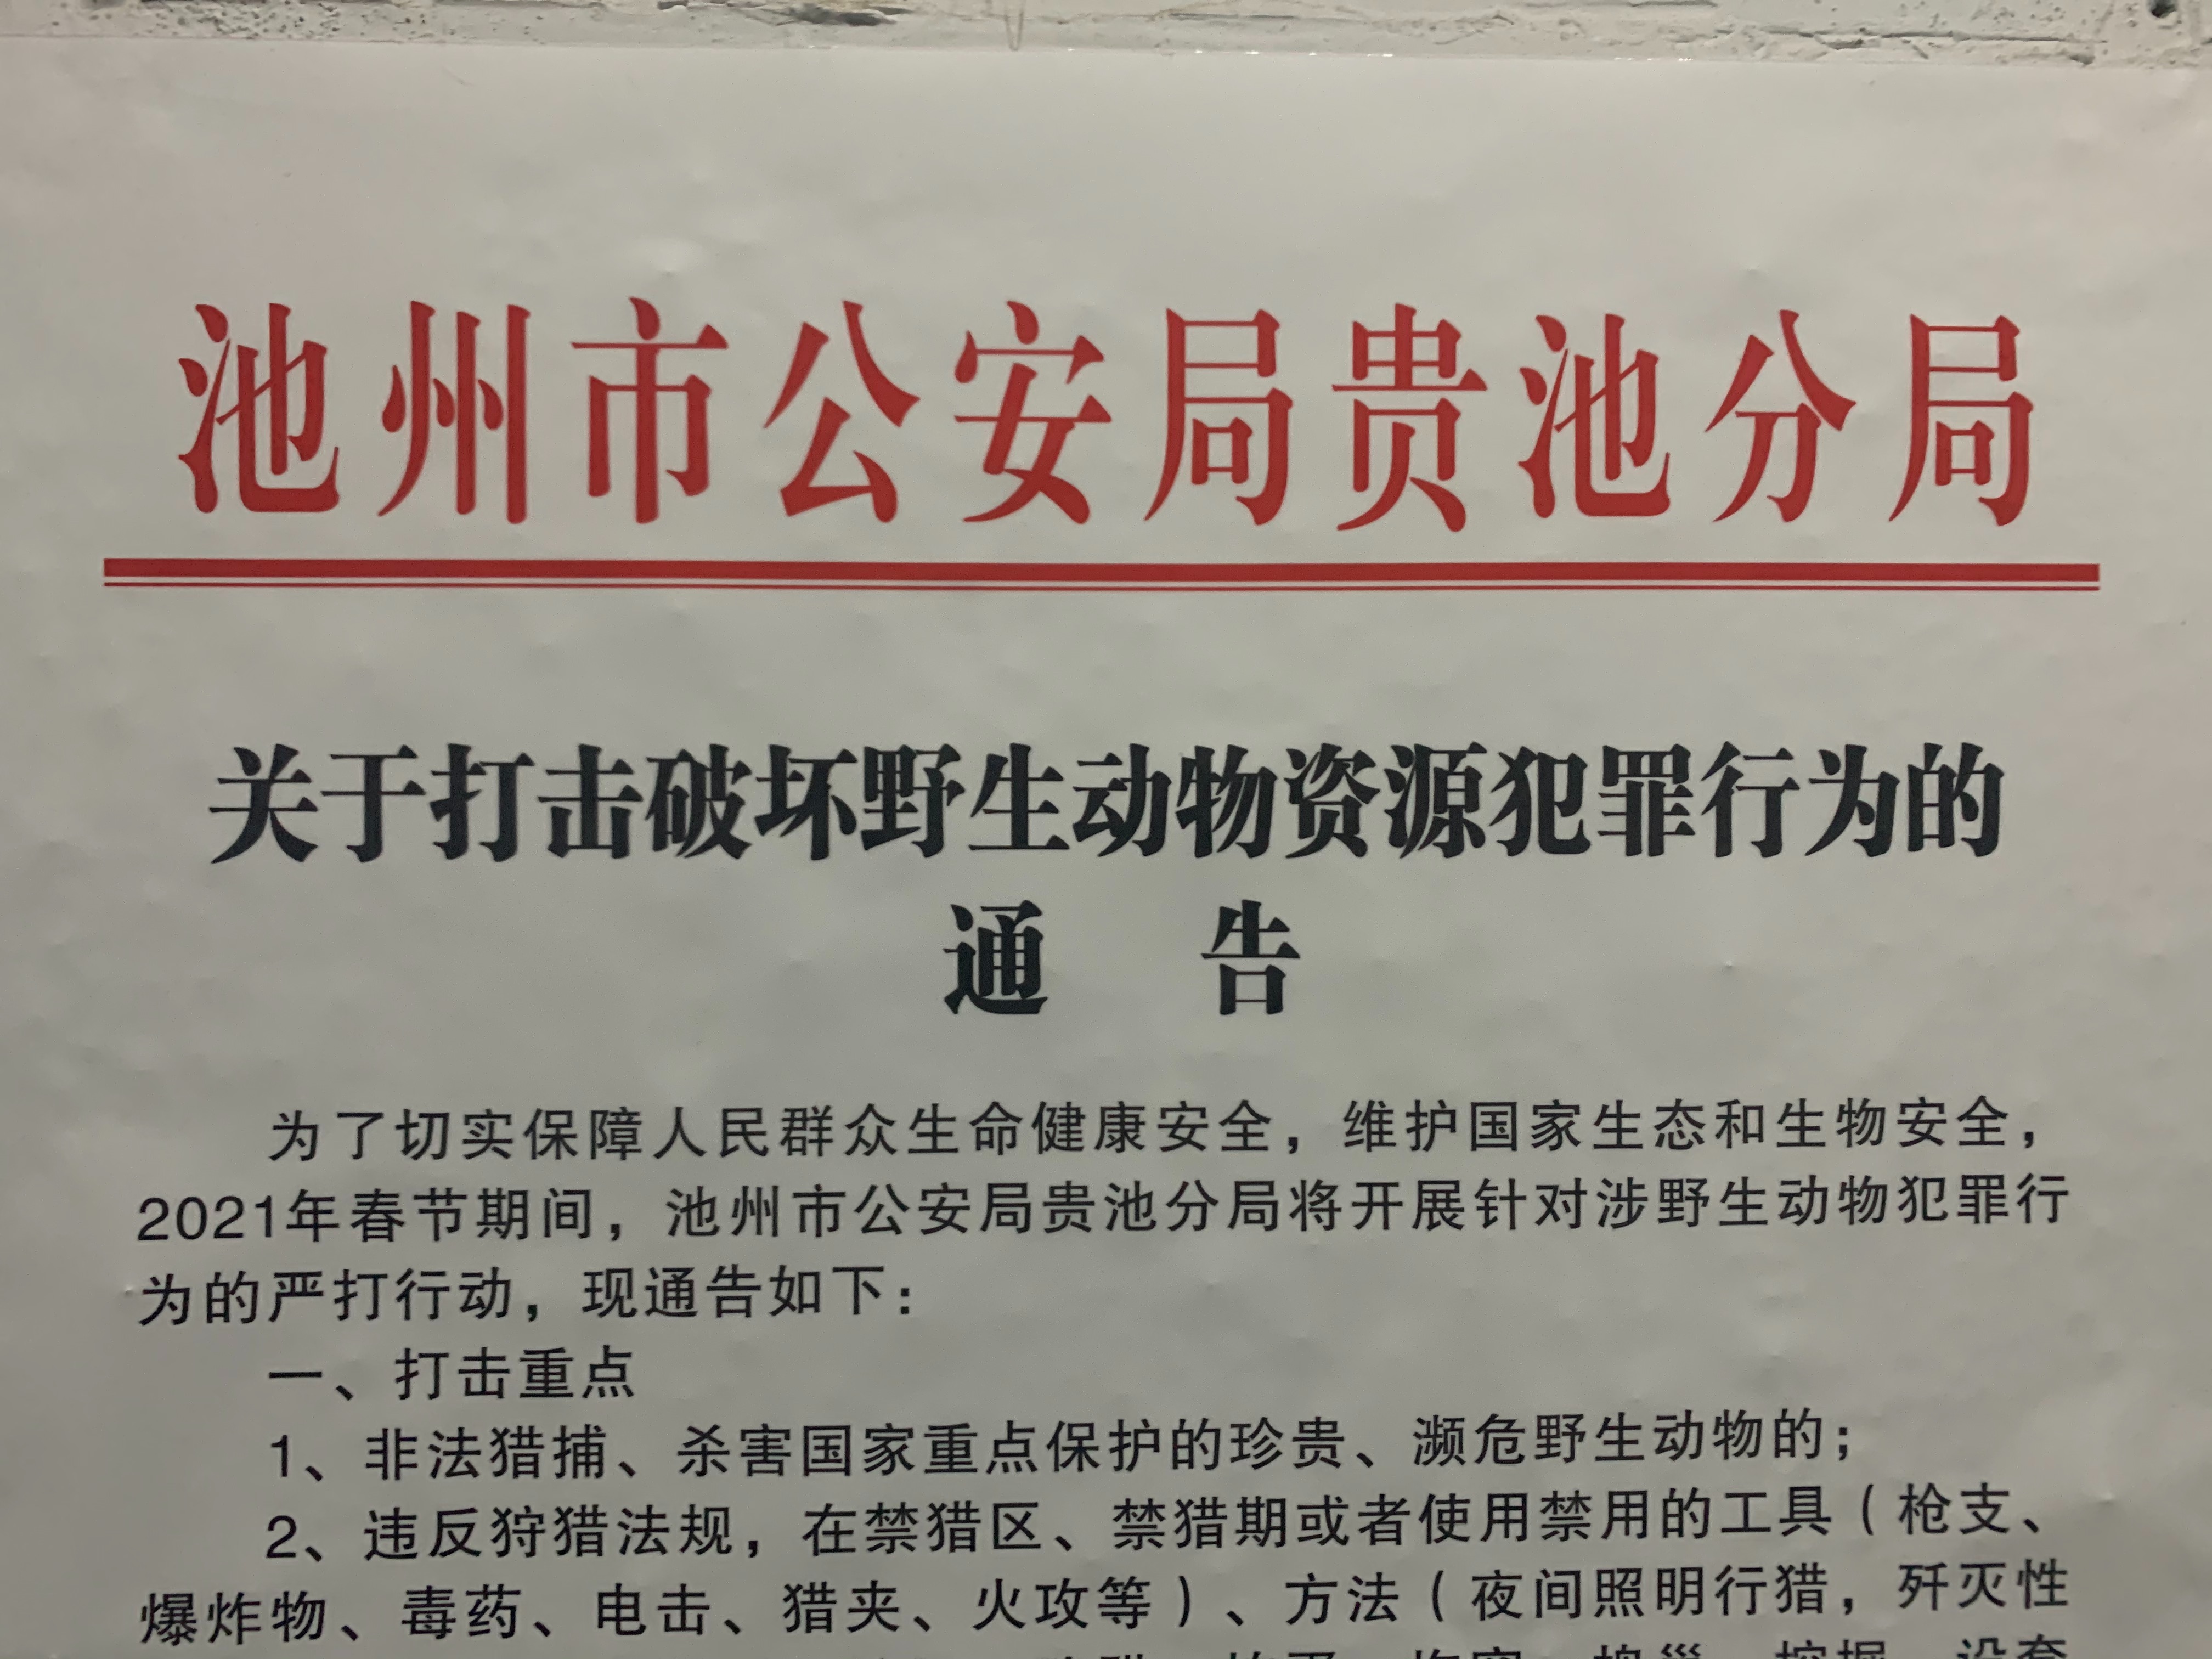 池州市公安局贵池分局
关于打击破坏野生动物资源犯罪行为的
通 告
为了切实保障人民群众生命健康安全，维护国家生态和生物安全，
2021年春节期间，池州市公安局贵池分局将开展针对涉野生动物犯罪行
为的严打行动，现通告如下：
一、打击重点
1、非法猎捕、杀害国家重点保护的珍贵、濒危野生动物的；
2、违反狩猎法规，在禁猎区、禁猎期或者使用禁用的工具（枪支、
爆炸物、毒药、电击、猎夹、火攻等）、方法（夜间照明行猎，歼灭性